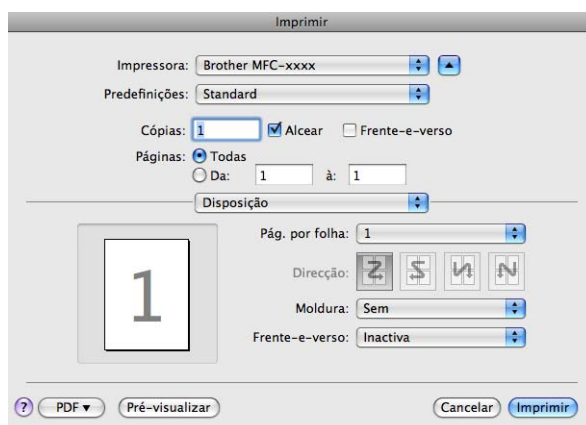 Imprimir
Impressora: Brother MFC-xxxx
Predefinições: Standard
Cópias: 1 Alcear Frente-e-verso
Páginas: Todas
Da: 1 à: 1
Disposição
Pág. por folha: 1
1
Direcção:
Moldura: Sem
Frente-e-verso: Inactiva
? PDF Pré-visualizar Cancelar Imprimir